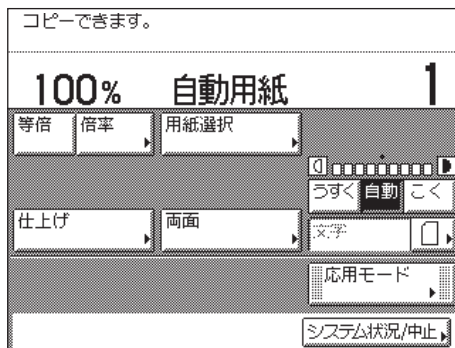 コピーできます。
100% 自動用紙 1
等倍 倍率 用紙選択
うすく 自動 こく
仕上げ 両面 文字
応用モード
システム状況/中止